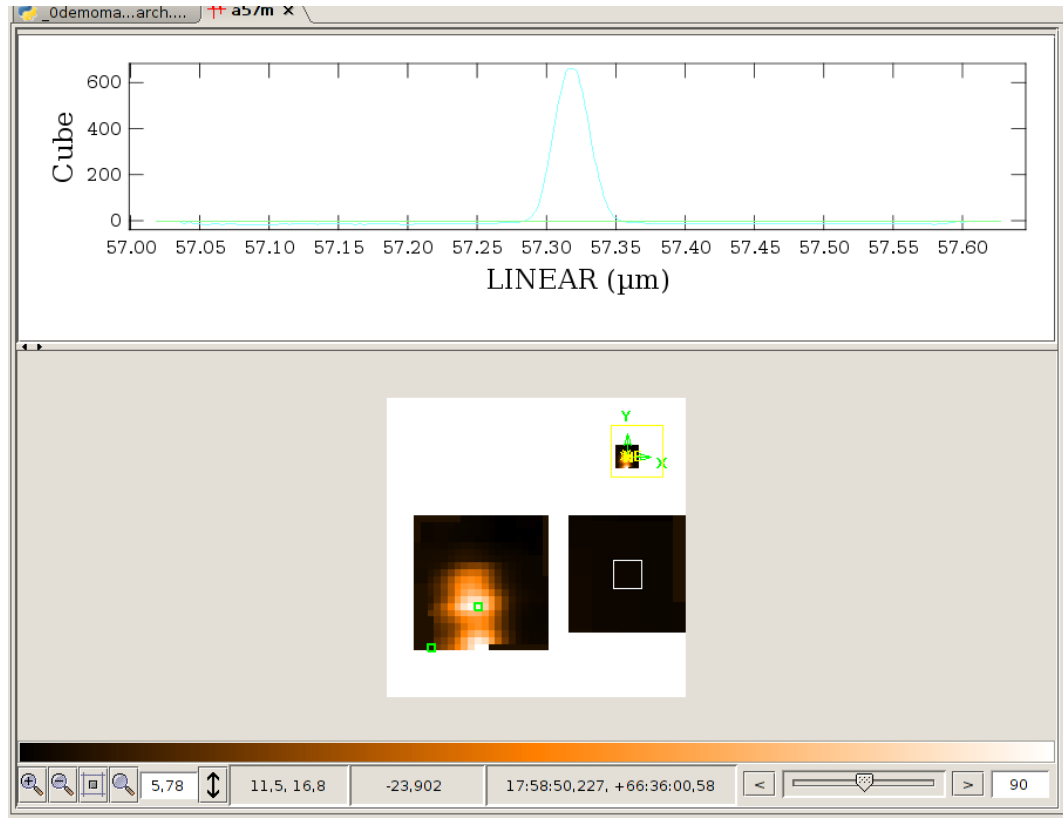 _0demoma...arch....
a57m ×
600
400
200
0
Cube
57.00 57.05 57.10 57.15 57.20 57.25 57.30 57.35 57.40 57.45 57.50 57.55 57.60
LINEAR (µm)
Y
X
5,78 11,5, 16,8 -23,902 17:58:50,227, +66:36:00,58 < > 90